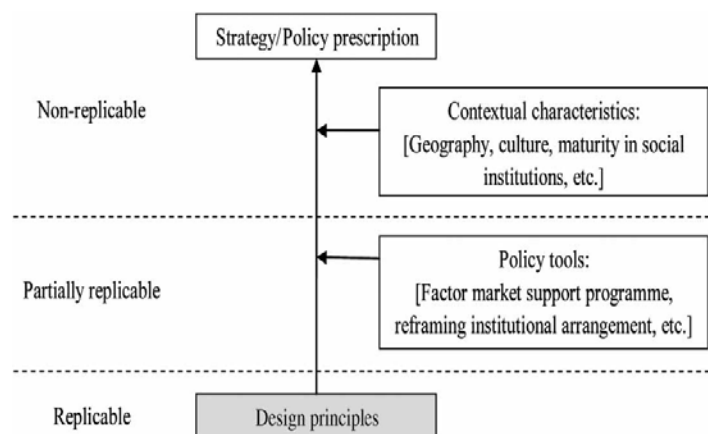 Strategy/Policy prescription
Non-replicable
Contextual characteristics:
[Geography, culture, maturity in social
institutions, etc.]
Partially replicable
Policy tools:
[Factor market support programme,
reframing institutional arrangement, etc.]
Replicable
Design principles